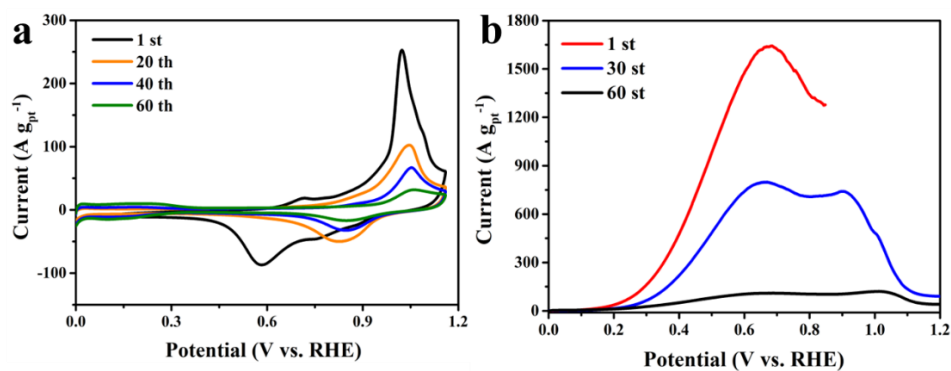 a
300
200
100
0
-100
Current (A gpt-1)
1 st
20 th
40 th
60 th
0.0 0.3 0.6 0.9 1.2
Potential (V vs. RHE)
b
1800
1500
1200
900
600
300
0
Current (A gpt-1)
1 st
30 st
60 st
0.0 0.2 0.4 0.6 0.8 1.0 1.2
Potential (V vs. RHE)